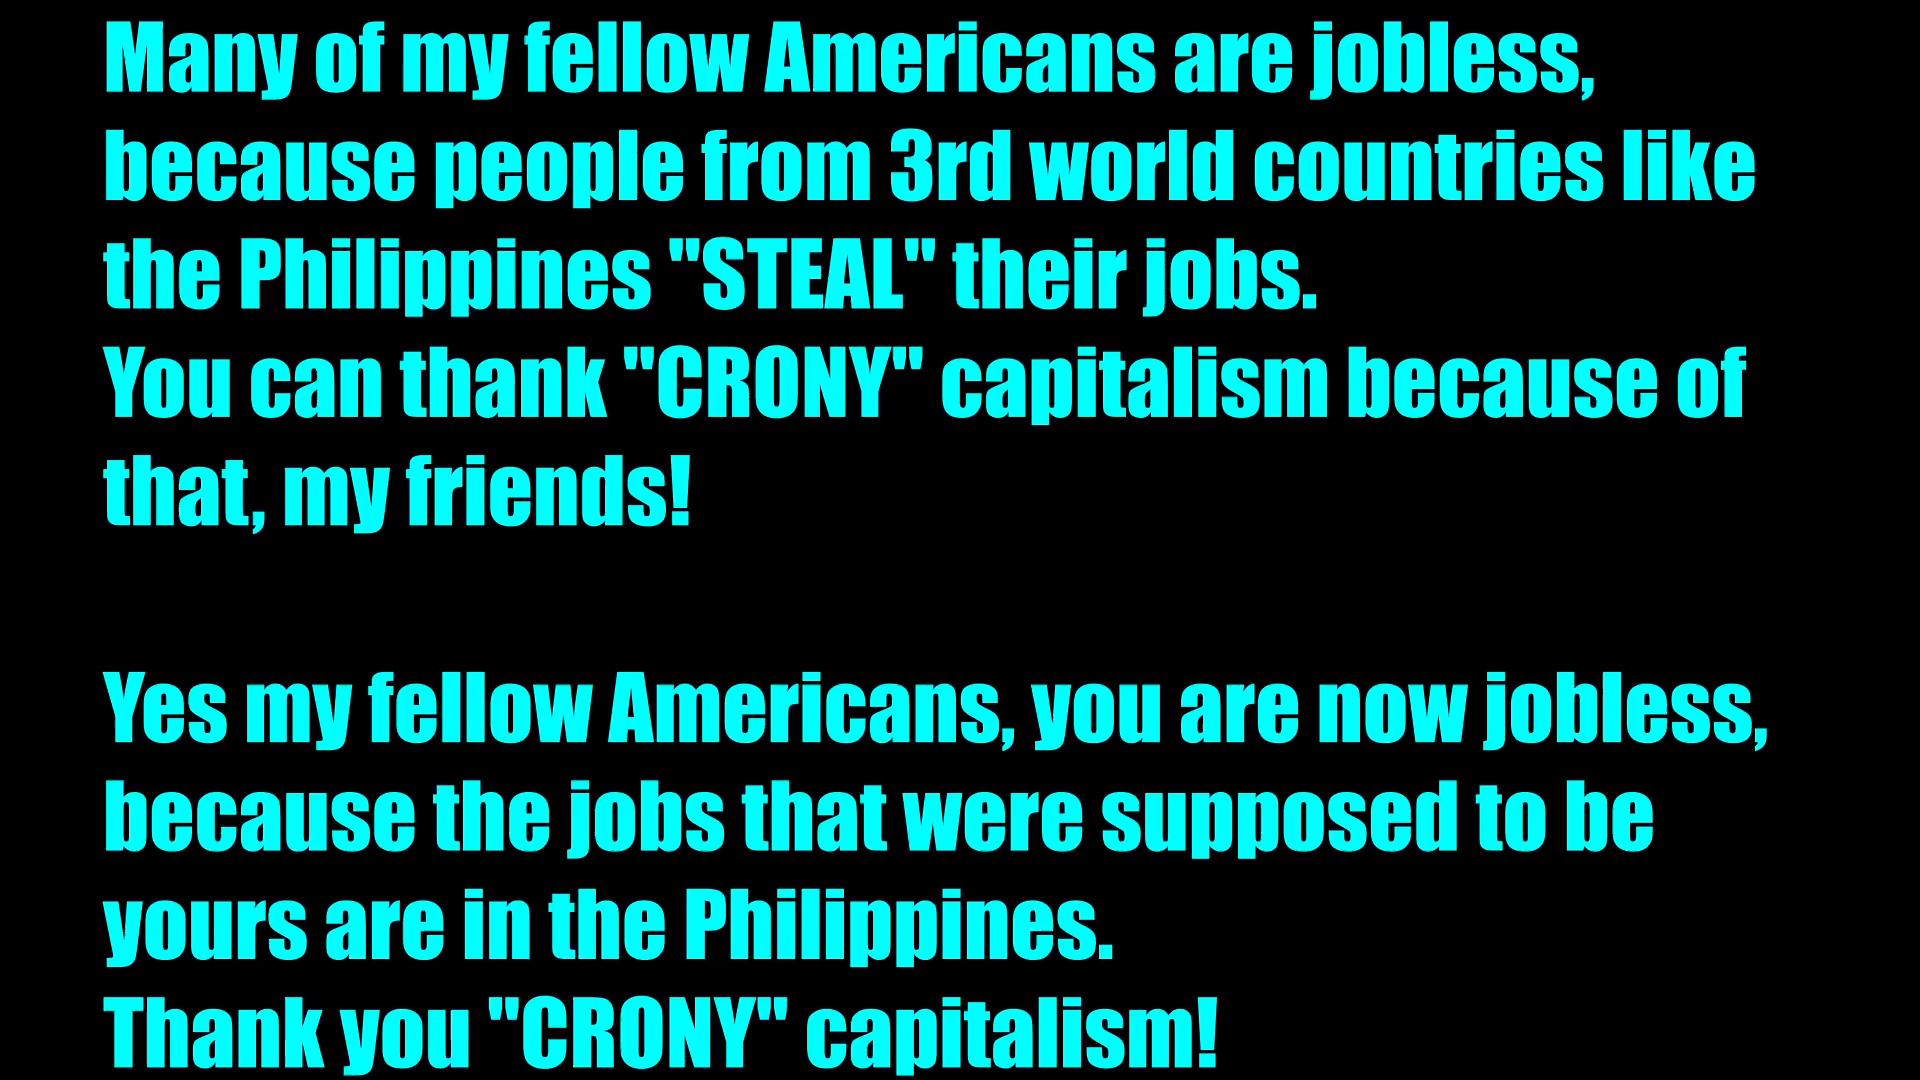 Many of my fellow Americans are jobless,
because people from 3rd world countries like
the Philippines "STEAL" their jobs.
You can thank "CRONY" capitalism because of
that, my friends!
Yes my fellow Americans, you are now jobless,
because the jobs that were supposed to be
yours are in the Philippines.
Thank you "CRONY" capitalism!